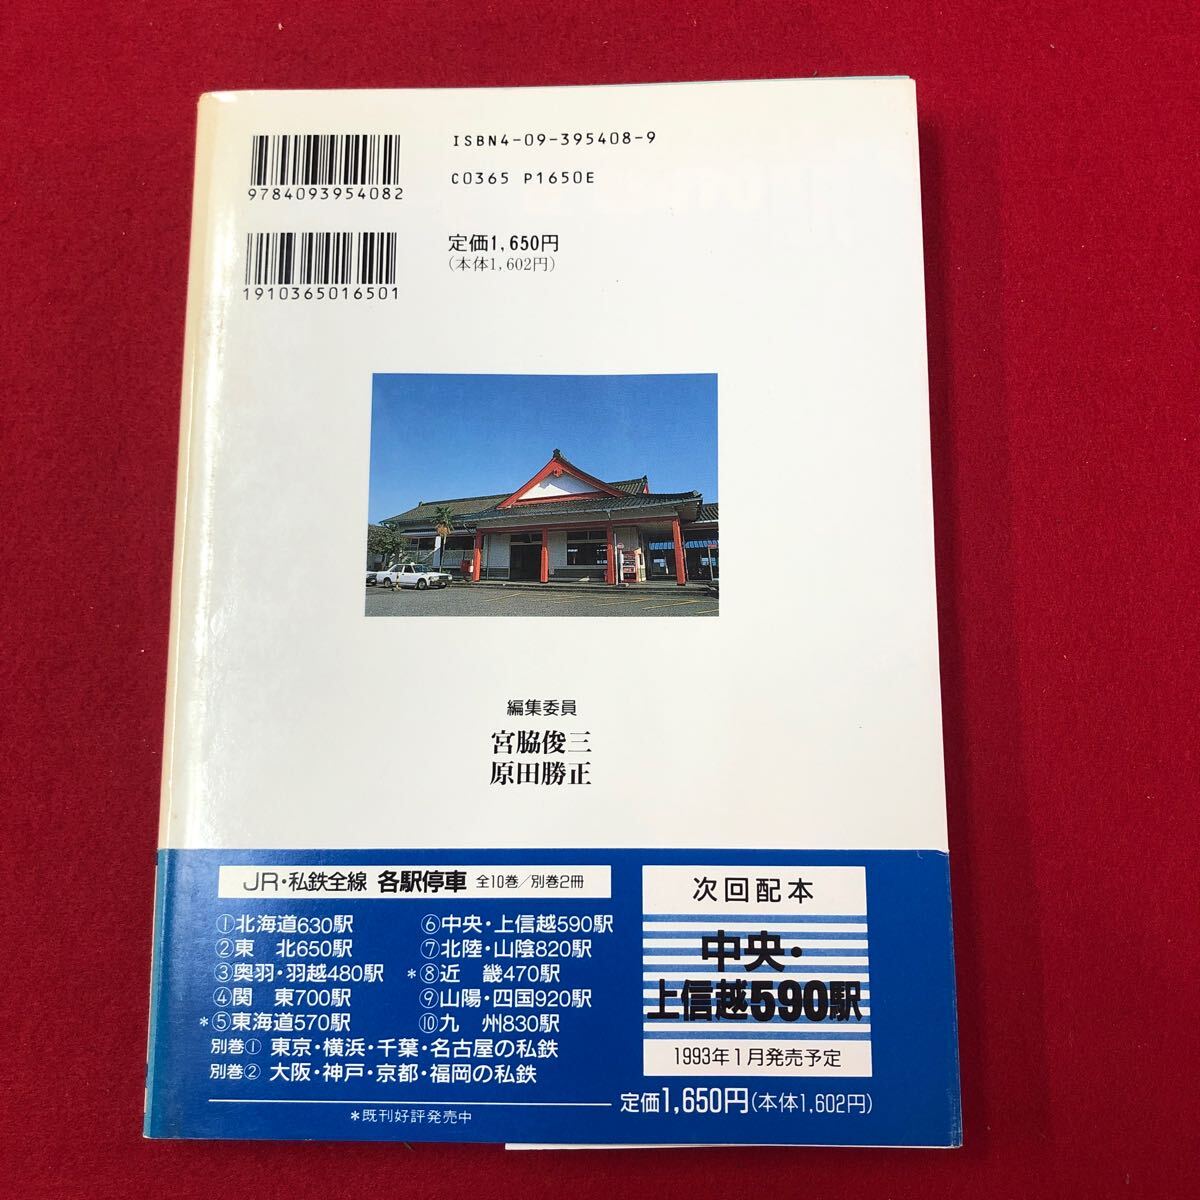 ISBN4-09-395408-9
9784093954082
C0365 P1650E
定価1,650円
(本体1,602円)
1910365016501
編集委員
宮脇俊三
原田勝正
JR・私鉄全線 各駅停車 全10巻/別巻2冊
①北海道630駅
②東 北650駅
③奥羽・羽越480駅
④関 東700駅
*⑤東海道570駅
⑥中央・上信越590駅
⑦北陸・山陰820駅
*⑧近 畿470駅
⑨山陽・四国920駅
⑩九 州830駅
別巻① 東京・横浜・千葉・名古屋の私鉄
別巻② 大阪・神戸・京都・福岡の私鉄
*既刊好評発売中
次回配本
中央・
上信越590駅
1993年1月発売予定
定価1,650円(本体1,602円)